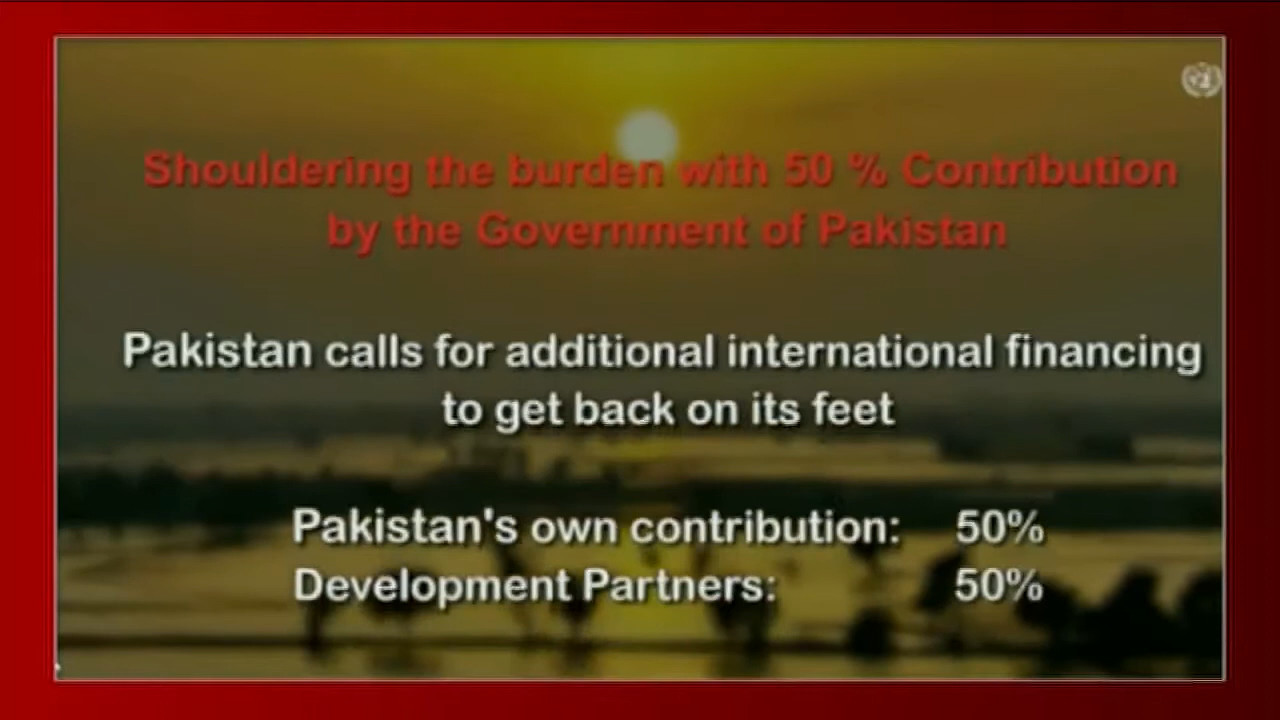 Shouldering the burden with 50 % Contribution
by the Government of Pakistan
Pakistan calls for additional international financing
to get back on its feet
Pakistan's own contribution: 50%
Development Partners: 50%